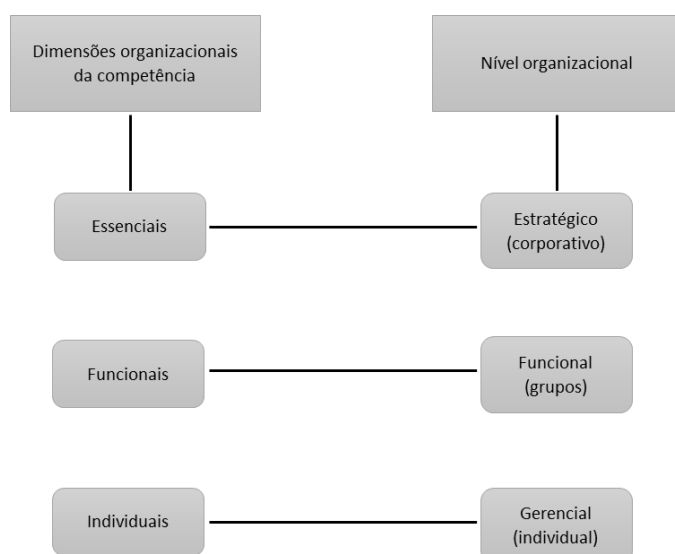 Dimensões organizacionais
da competência
Nível organizacional
Essenciais
Estratégico
(corporativo)
Funcionais
Funcional
(grupos)
Individuais
Gerencial
(individual)